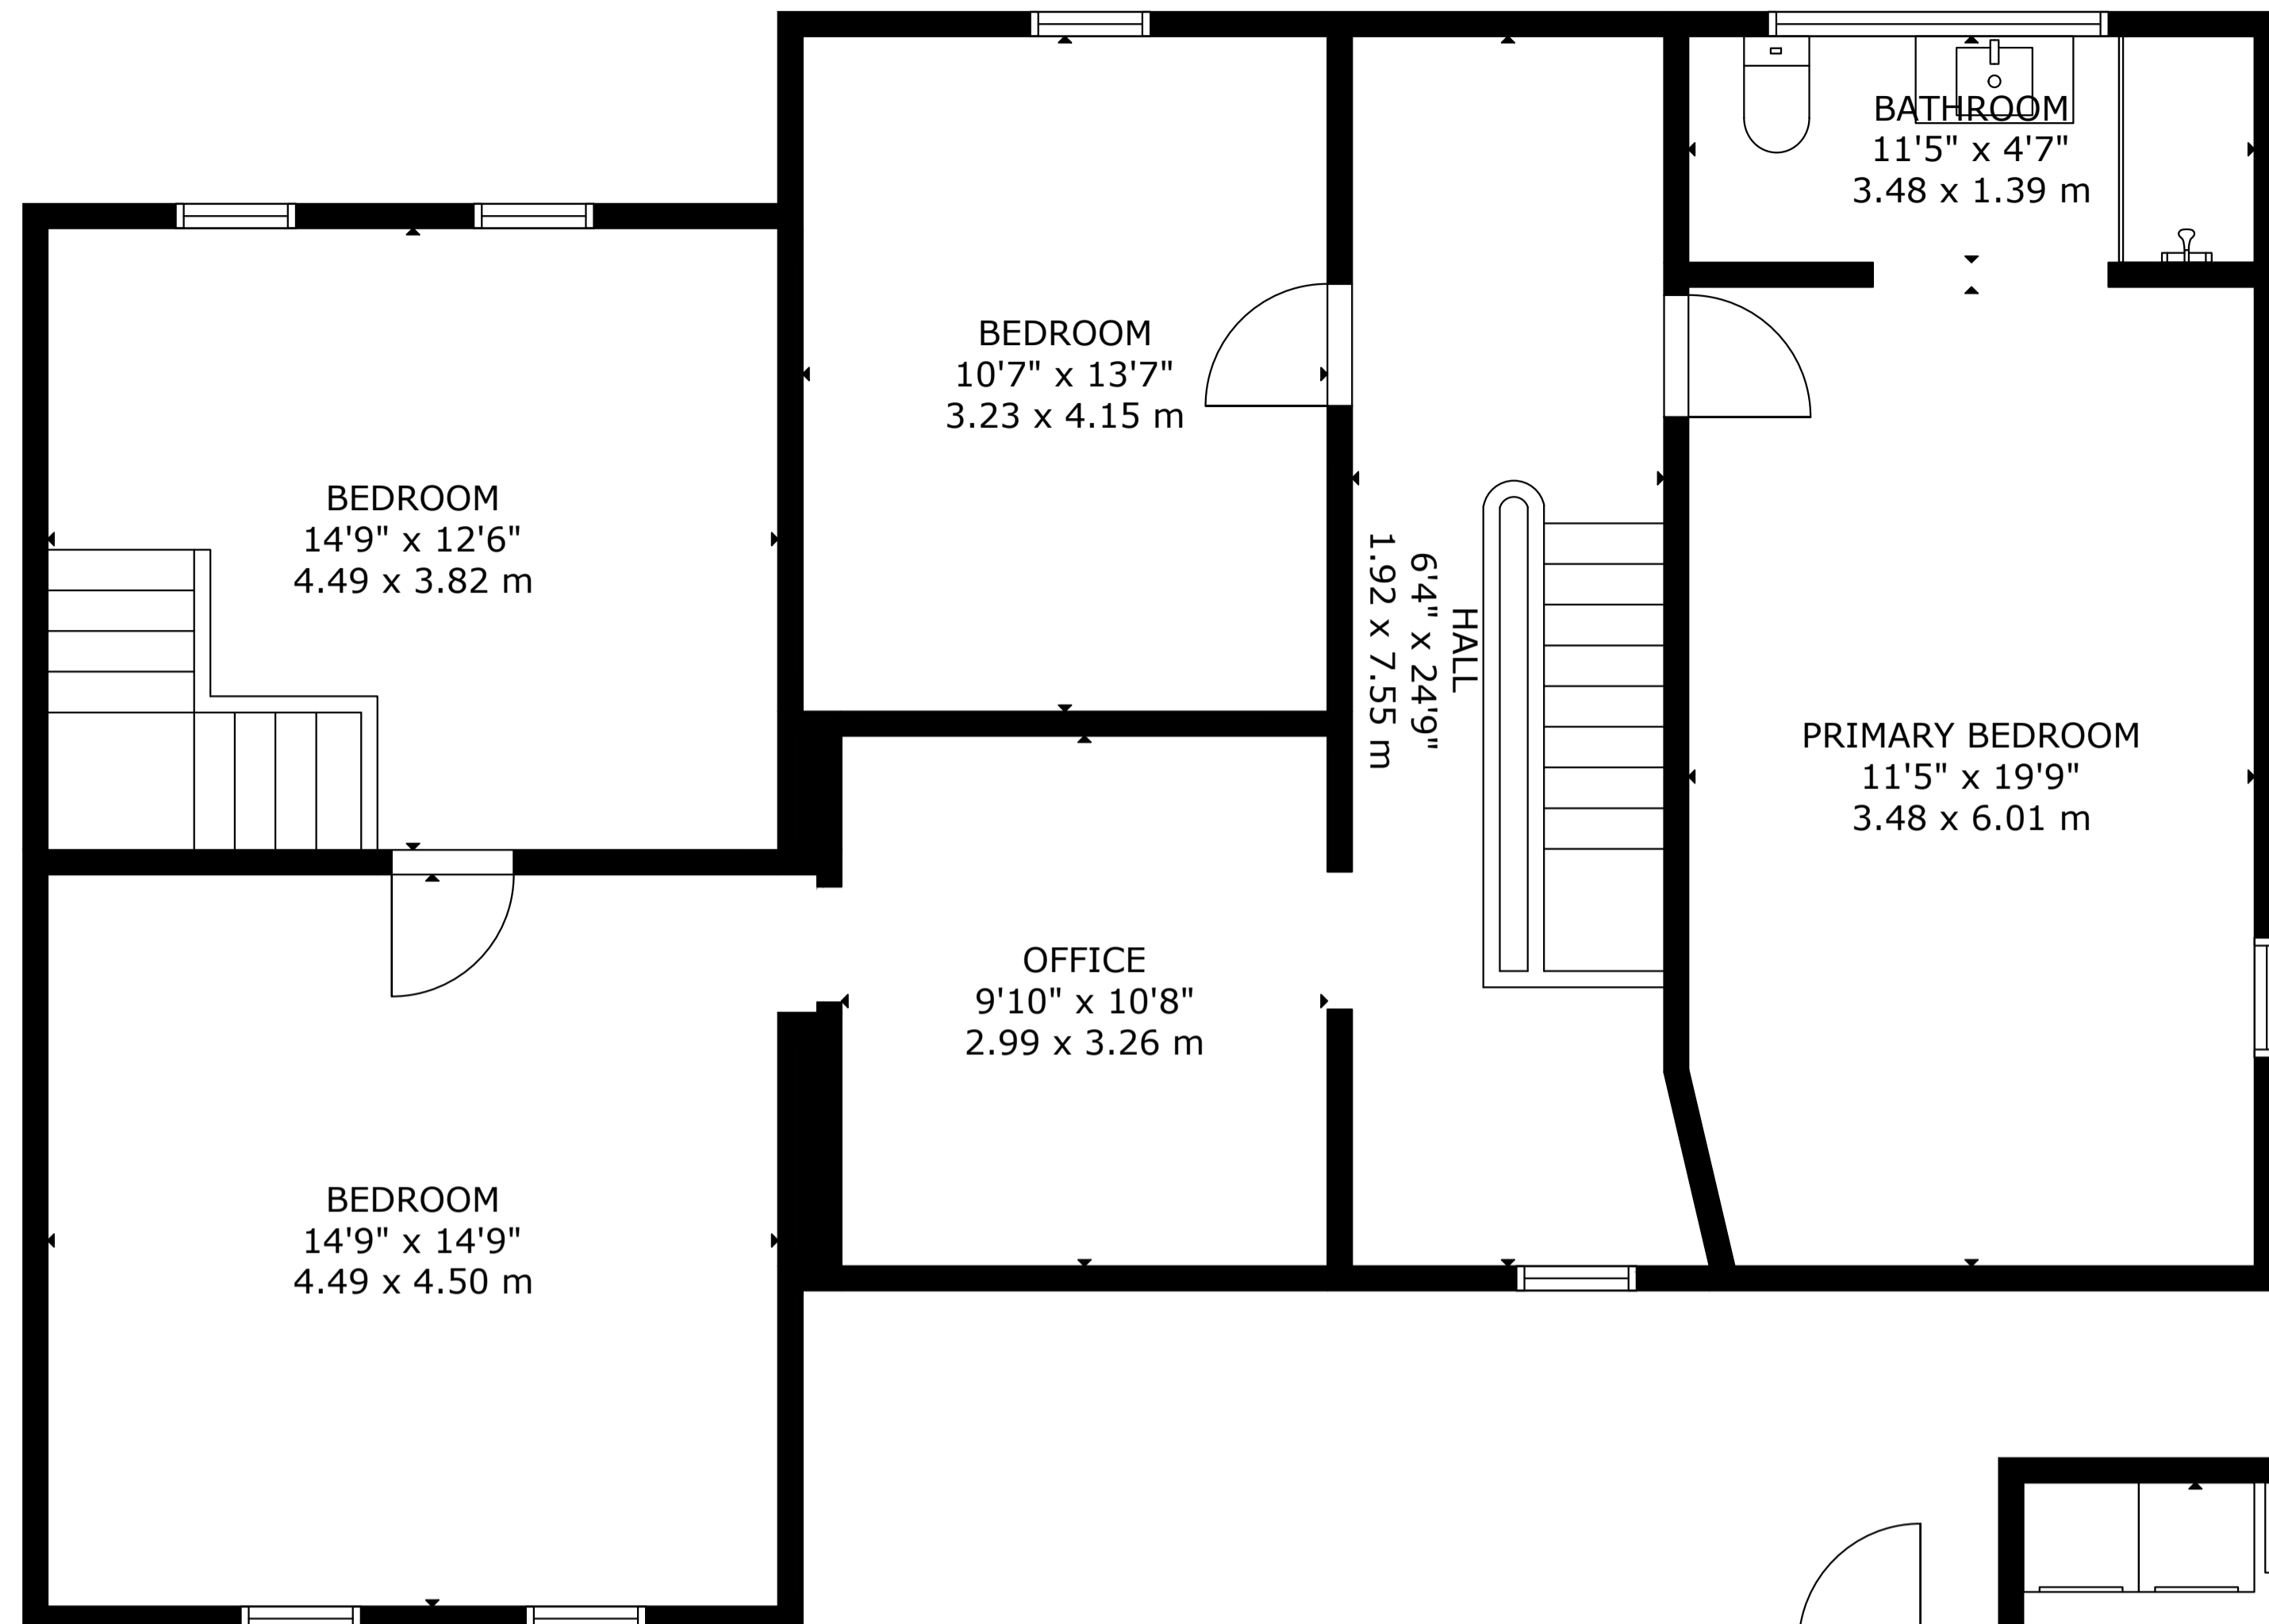 BATHROOM
11'5" x 4'7"
3.48 x 1.39 m
BEDROOM
10'7" x 13'7"
3.23 x 4.15 m
BEDROOM
14'9" x 12'6"
4.49 x 3.82 m
HALL
6'4" x 24'9"
1.92 x 7.55 m
PRIMARY BEDROOM
11'5" x 19'9"
3.48 x 6.01 m
OFFICE
9'10" x 10'8"
2.99 x 3.26 m
BEDROOM
14'9" x 14'9"
4.49 x 4.50 m